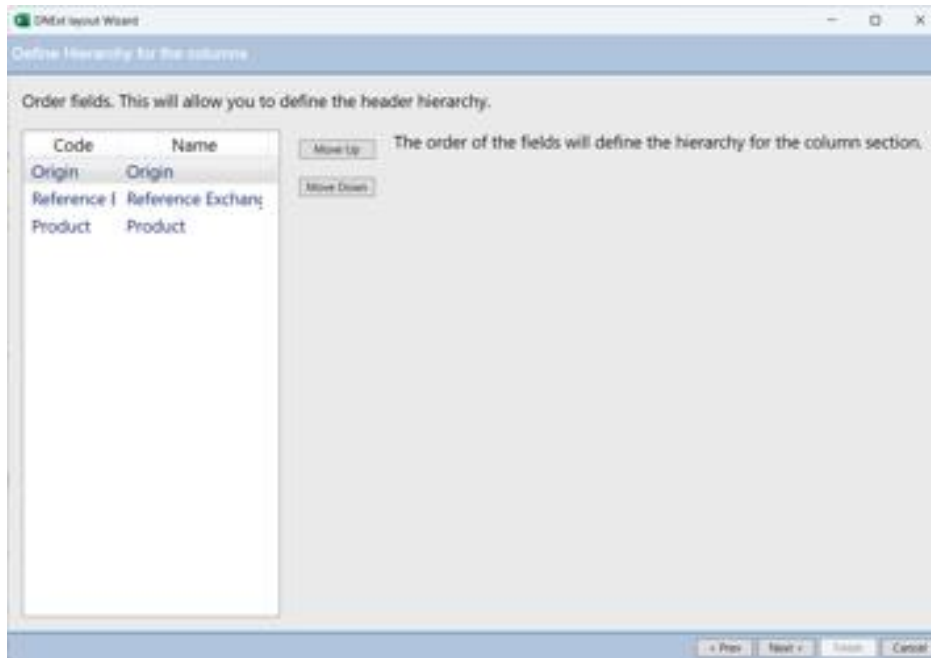 DNExt layout Wizard
Define Hierarchy for the columns
Order fields. This will allow you to define the header hierarchy.
Code Name
Move Up
The order of the fields will define the hierarchy for the column section.
Origin Origin
Move Down
Reference Reference Exchang
Product Product
< Prev Next > Finish Cancel